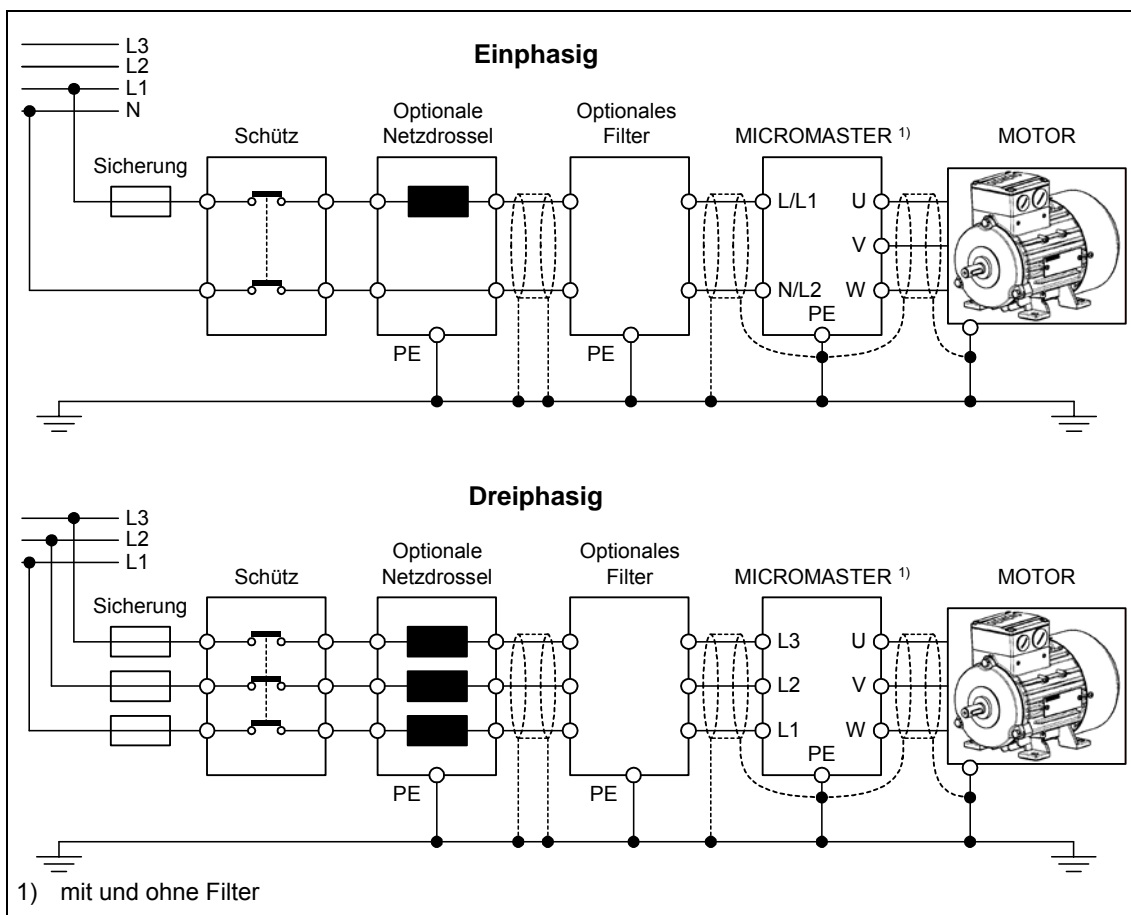 Einphasig
L3
L2
L1
N
Sicherung
Schütz
Optionale
Netzdrossel
Optionales
Filter
MICROMASTER 1)
MOTOR
L/L1
U
V
N/L2
W
PE
PE
PE
Dreiphasig
L3
L2
L1
Sicherung
Schütz
Optionale
Netzdrossel
Optionales
Filter
MICROMASTER 1)
MOTOR
L3
U
L2
V
L1
W
PE
PE
PE
1) mit und ohne Filter